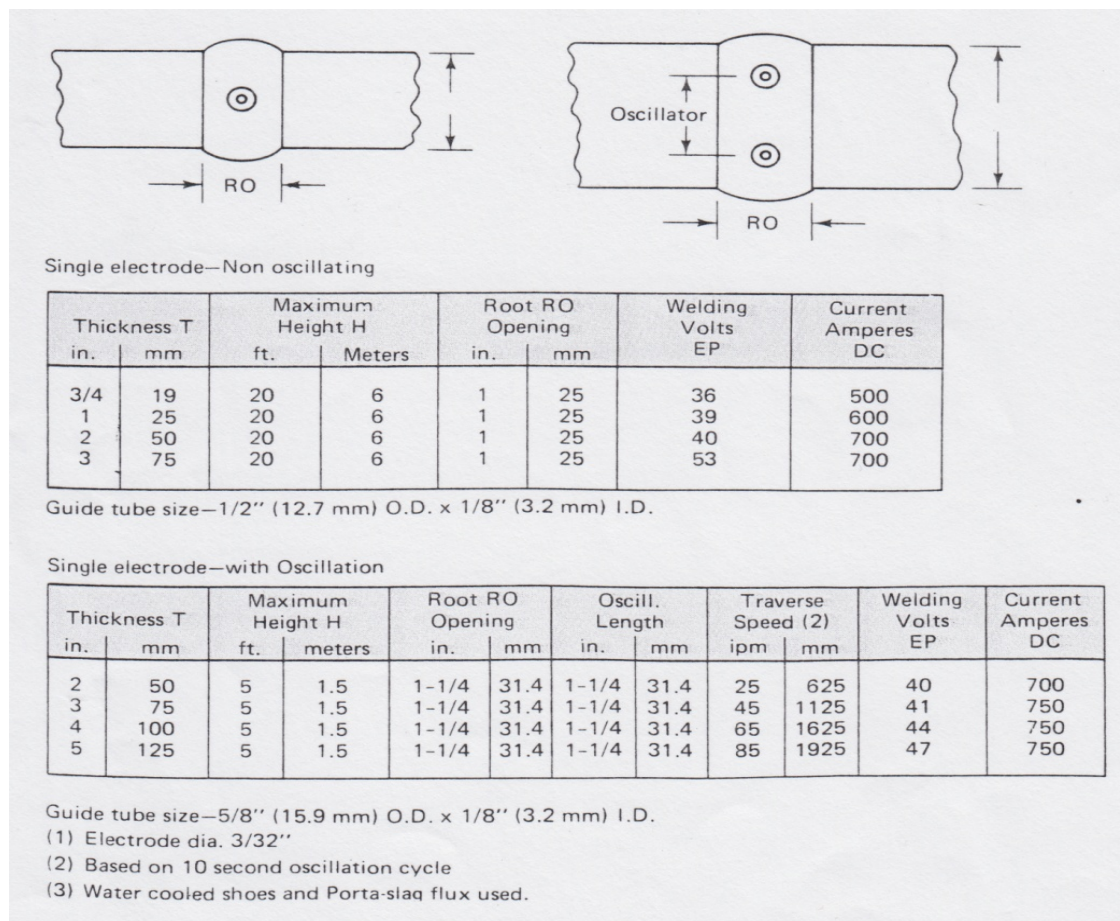 Oscillator
RO
RO
Single electrode—Non oscillating
Thickness T Maximum Height H Root RO Opening Welding Volts EP Current Amperes DC
in. mm ft. Meters in. mm
3/4 19 20 6 1 25 36 500
1 25 20 6 1 25 39 600
2 50 20 6 1 25 40 700
3 75 20 6 1 25 53 700
Guide tube size—1/2'' (12.7 mm) O.D. x 1/8'' (3.2 mm) I.D.
Single electrode—with Oscillation
Thickness T Maximum Height H Root RO Opening Oscill. Length Traverse Speed (2) Welding Volts EP Current Amperes DC
in. mm ft. meters in. mm in. mm ipm mm
2 50 5 1.5 1-1/4 31.4 1-1/4 31.4 25 625 40 700
3 75 5 1.5 1-1/4 31.4 1-1/4 31.4 45 1125 41 750
4 100 5 1.5 1-1/4 31.4 1-1/4 31.4 65 1625 44 750
5 125 5 1.5 1-1/4 31.4 1-1/4 31.4 85 1925 47 750
Guide tube size—5/8'' (15.9 mm) O.D. x 1/8'' (3.2 mm) I.D.
(1) Electrode dia. 3/32''
(2) Based on 10 second oscillation cycle
(3) Water cooled shoes and Porta-slag flux used.